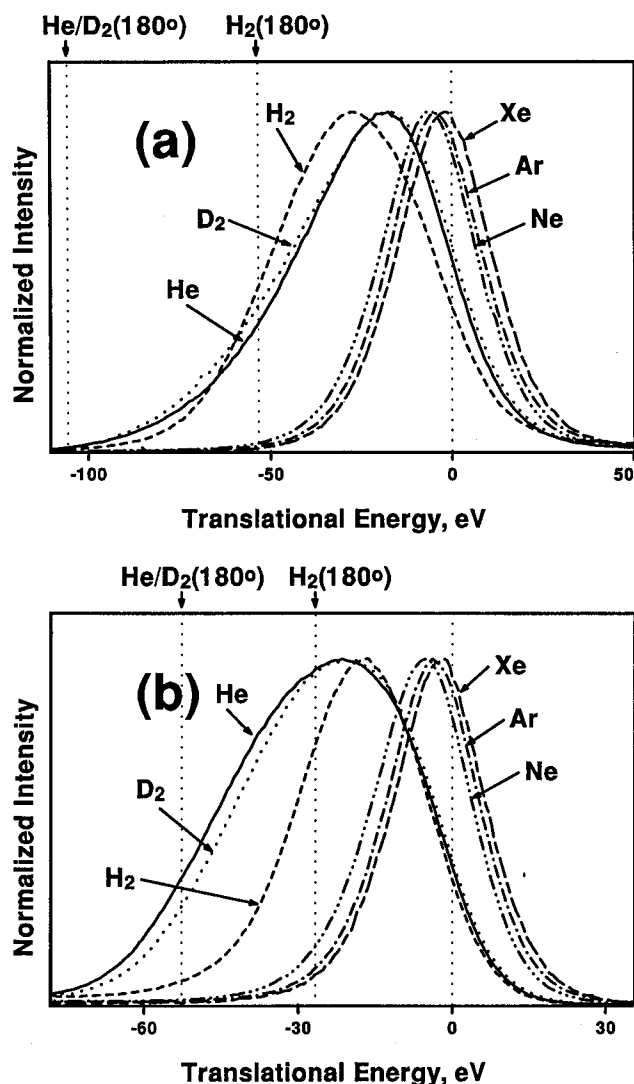 He/D₂(180º) H₂(180º)
(a)
H₂
D₂
He
Xe
Ar
Ne
Normalized Intensity
-100 -50 0 50
Translational Energy, eV
He/D₂(180º) H₂(180º)
(b)
He
D₂
H₂
Xe
Ar
Ne
Normalized Intensity
-60 -30 0 30
Translational Energy, eV